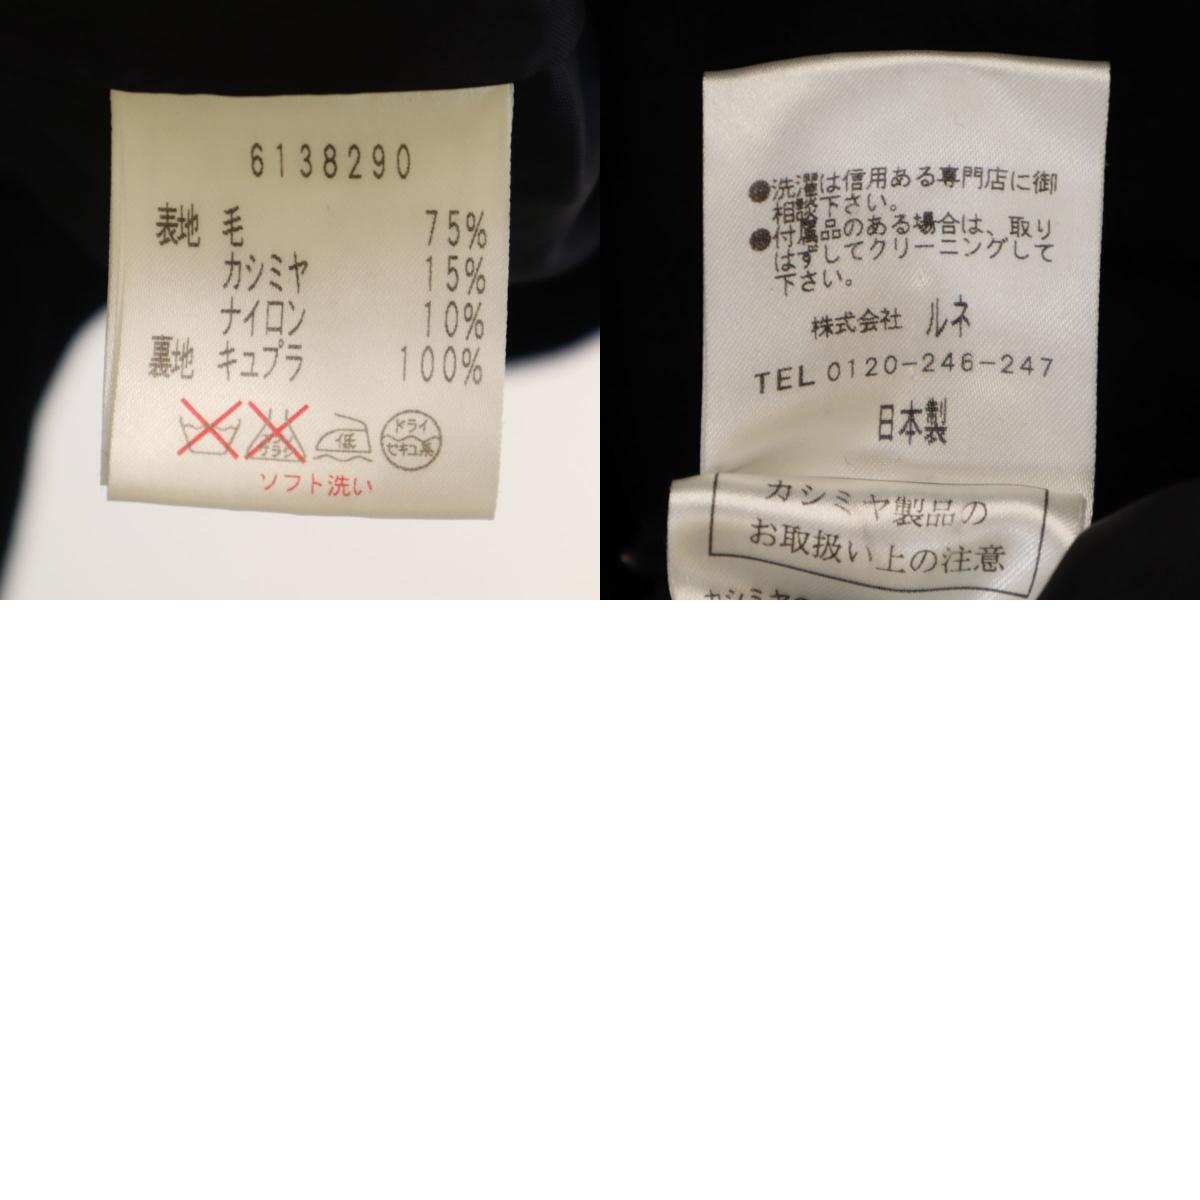 6138290
表地 毛 75%
カシミヤ 15%
ナイロン 10%
裏地 キュプラ 100%
低
ドライ
セキユ系
ソフト洗い
●洗濯は信用ある専門店に御
相談下さい。
●付属品のある場合は、取り
はずしてクリーニングして
下さい。
株式会社 ルネ
TEL 0120-246-247
日本製
カシミヤ製品の
お取扱い上の注意
カシミヤの